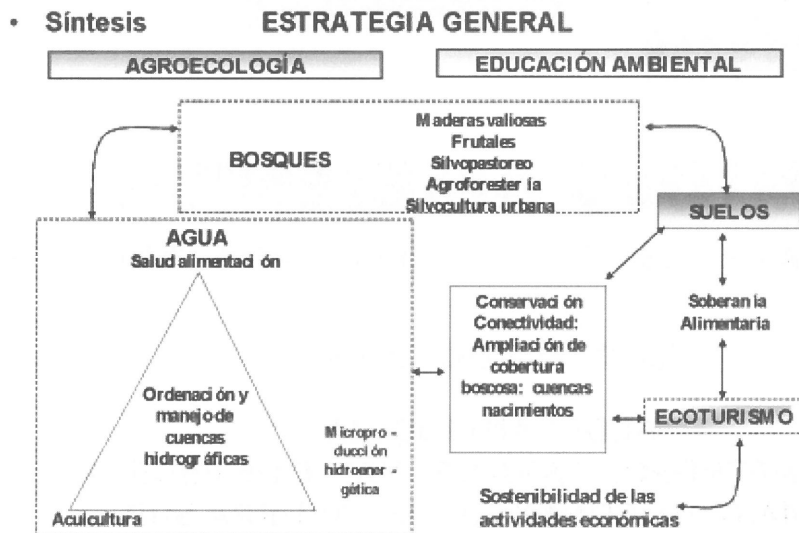 • Síntesis ESTRATEGIA GENERAL
AGROECOLOGÍA
EDUCACIÓN AMBIENTAL
BOSQUES
Maderas valiosas
Frutales
Silvopastoreo
Agroforestería
Silvocultura urbana
SUELOS
AGUA
Salud alimentación
Ordenación y
manejo de
cuencas
hidrográficas
Micropro -
ducción
hidroener -
gética
Acuicultura
Conservación
Conectividad:
Ampliación de
cobertura
boscosa: cuencas
nacimientos
Soberanía
Alimentaria
ECOTURISMO
Sostenibilidad de las
actividades económicas